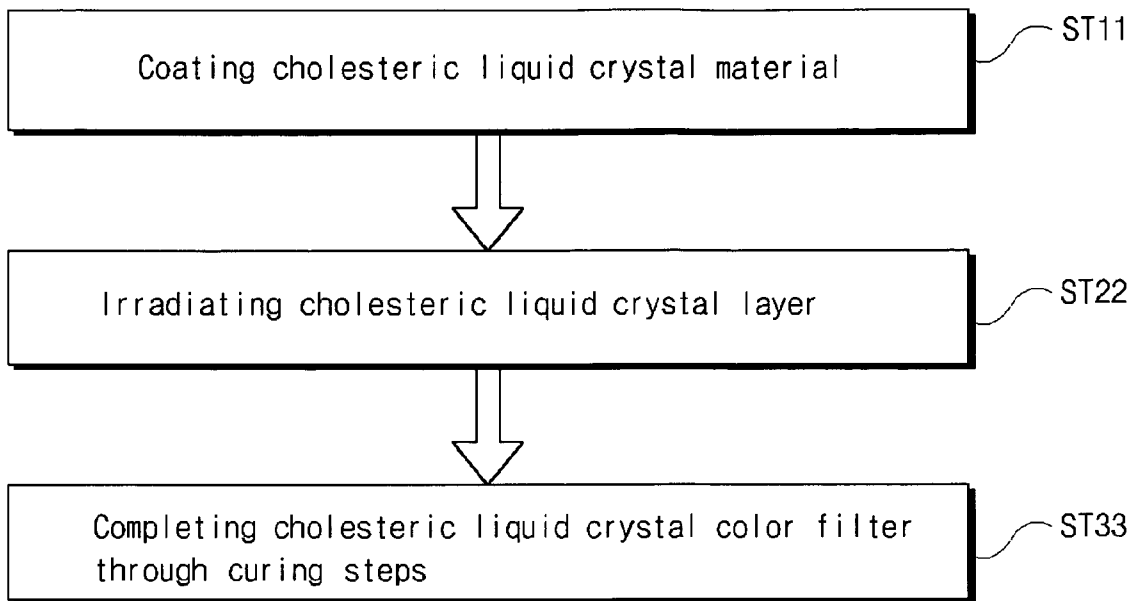 Coating cholesteric liquid crystal material
ST11
Irradiating cholesteric liquid crystal layer
ST22
Completing cholesteric liquid crystal color filter
through curing steps
ST33